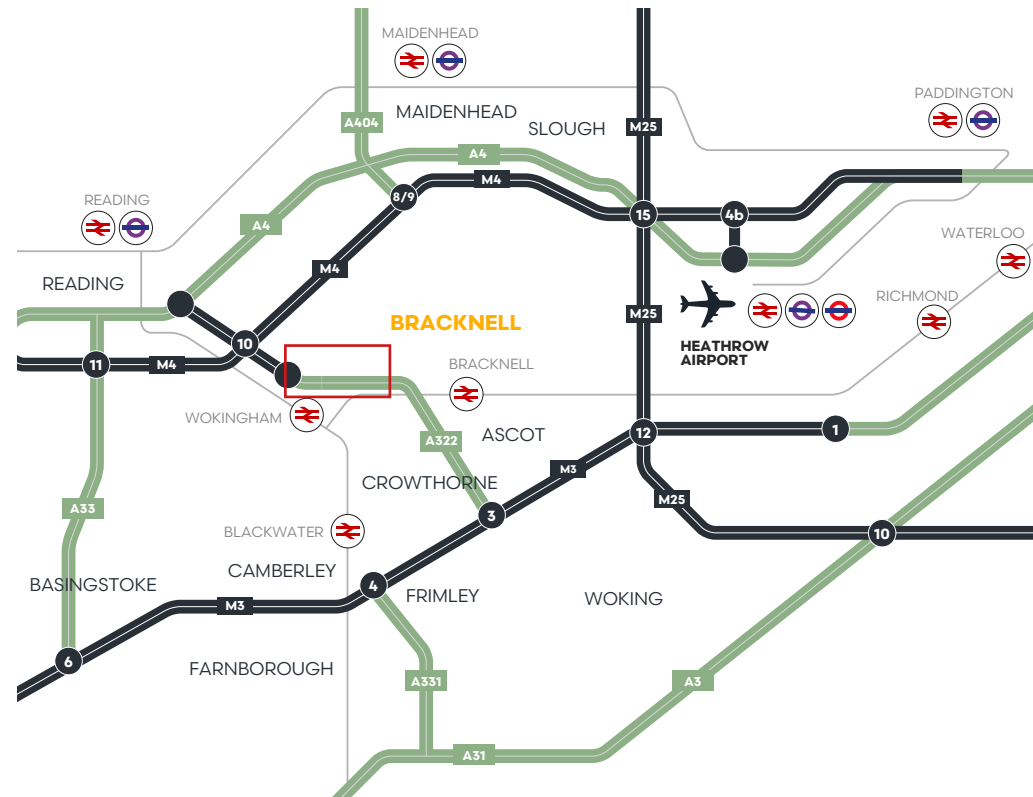 MAIDENHEAD
PADDINGTON
A404
MAIDENHEAD
M25
SLOUGH
A4
M4
8/9
READING
A4
15
4b
WATERLOO
M4
READING
RICHMOND
M25
BRACKNELL
10
HEATHROW
AIRPORT
11
M4
BRACKNELL
WOKINGHAM
A322
ASCOT
12
1
M3
CROWTHORNE
M25
A33
3
BLACKWATER
10
CAMBERLEY
BASINGSTOKE
4
FRIMLEY
WOKING
M3
6
FARNBOROUGH
A331
A3
A31